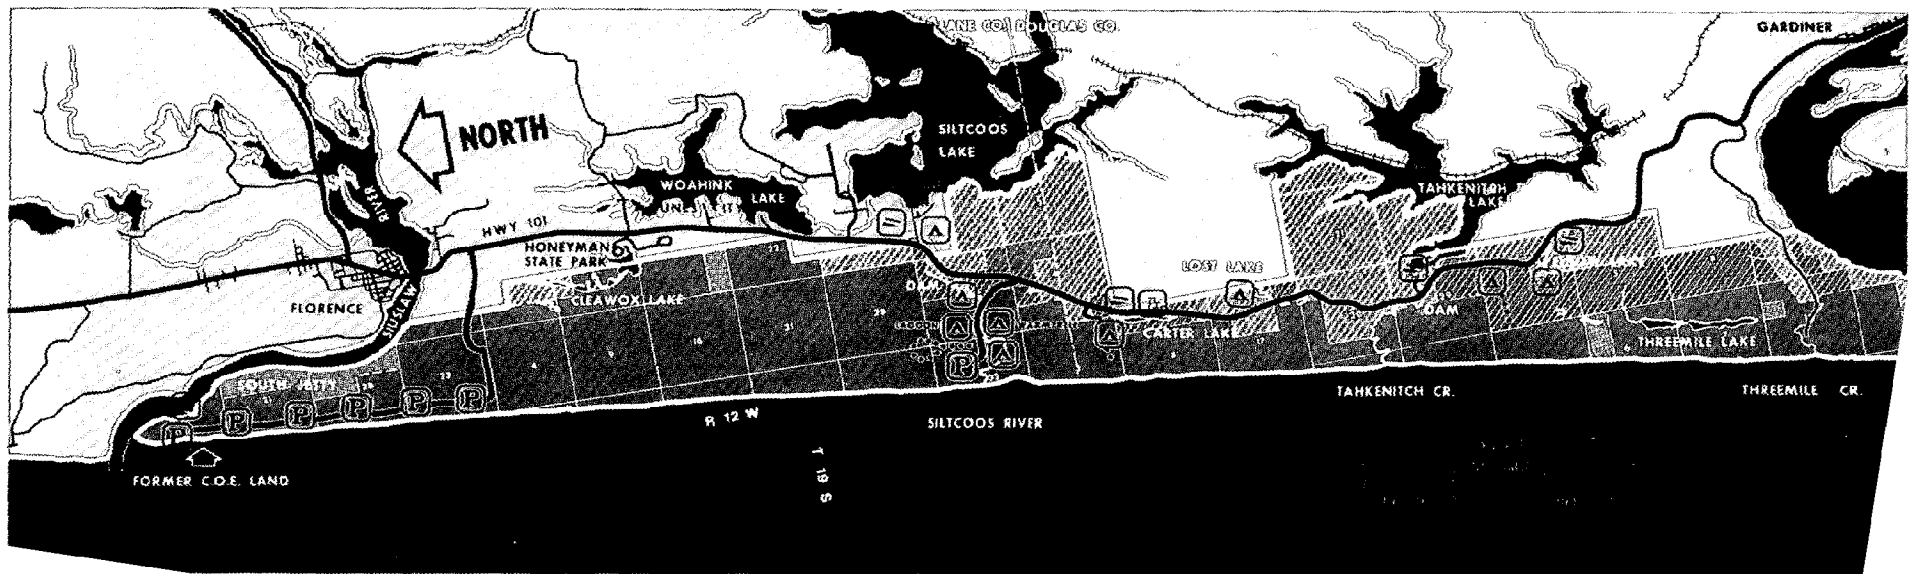 LANE CO. DOUGLAS CO.
GARDINER
NORTH
SILTCOOS
LAKE
WOAHINK
LAKE
TAHKENITCH
LAKE
RIVER
HWY 101
HONEYMAN
STATE PARK
CLEAWOX LAKE
LOST LAKE
FLORENCE
SIUSLAW
DAM
DAM
LAGOON
CARTER LAKE
THREEMILE LAKE
SOUTH JETTY
P
P
P
P
P
P
P
TAHKENITCH CR.
THREEMILE CR.
R 12 W
SILTCOOS RIVER
T 19 S
FORMER C.O.E. LAND